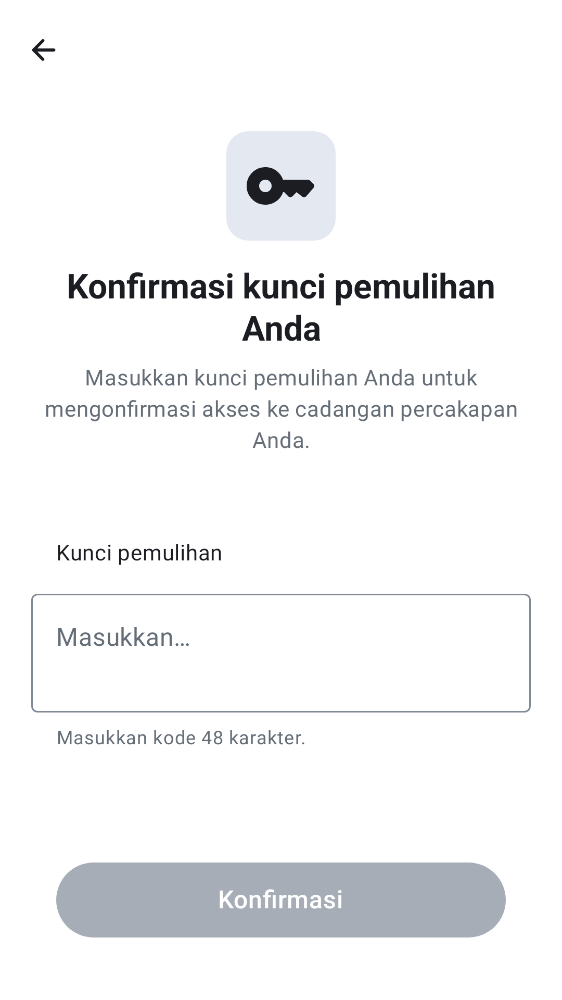 Konfirmasi kunci pemulihan
Anda
Masukkan kunci pemulihan Anda untuk
mengonfirmasi akses ke cadangan percakapan
Anda.
Kunci pemulihan
Masukkan…
Masukkan kode 48 karakter.
Konfirmasi